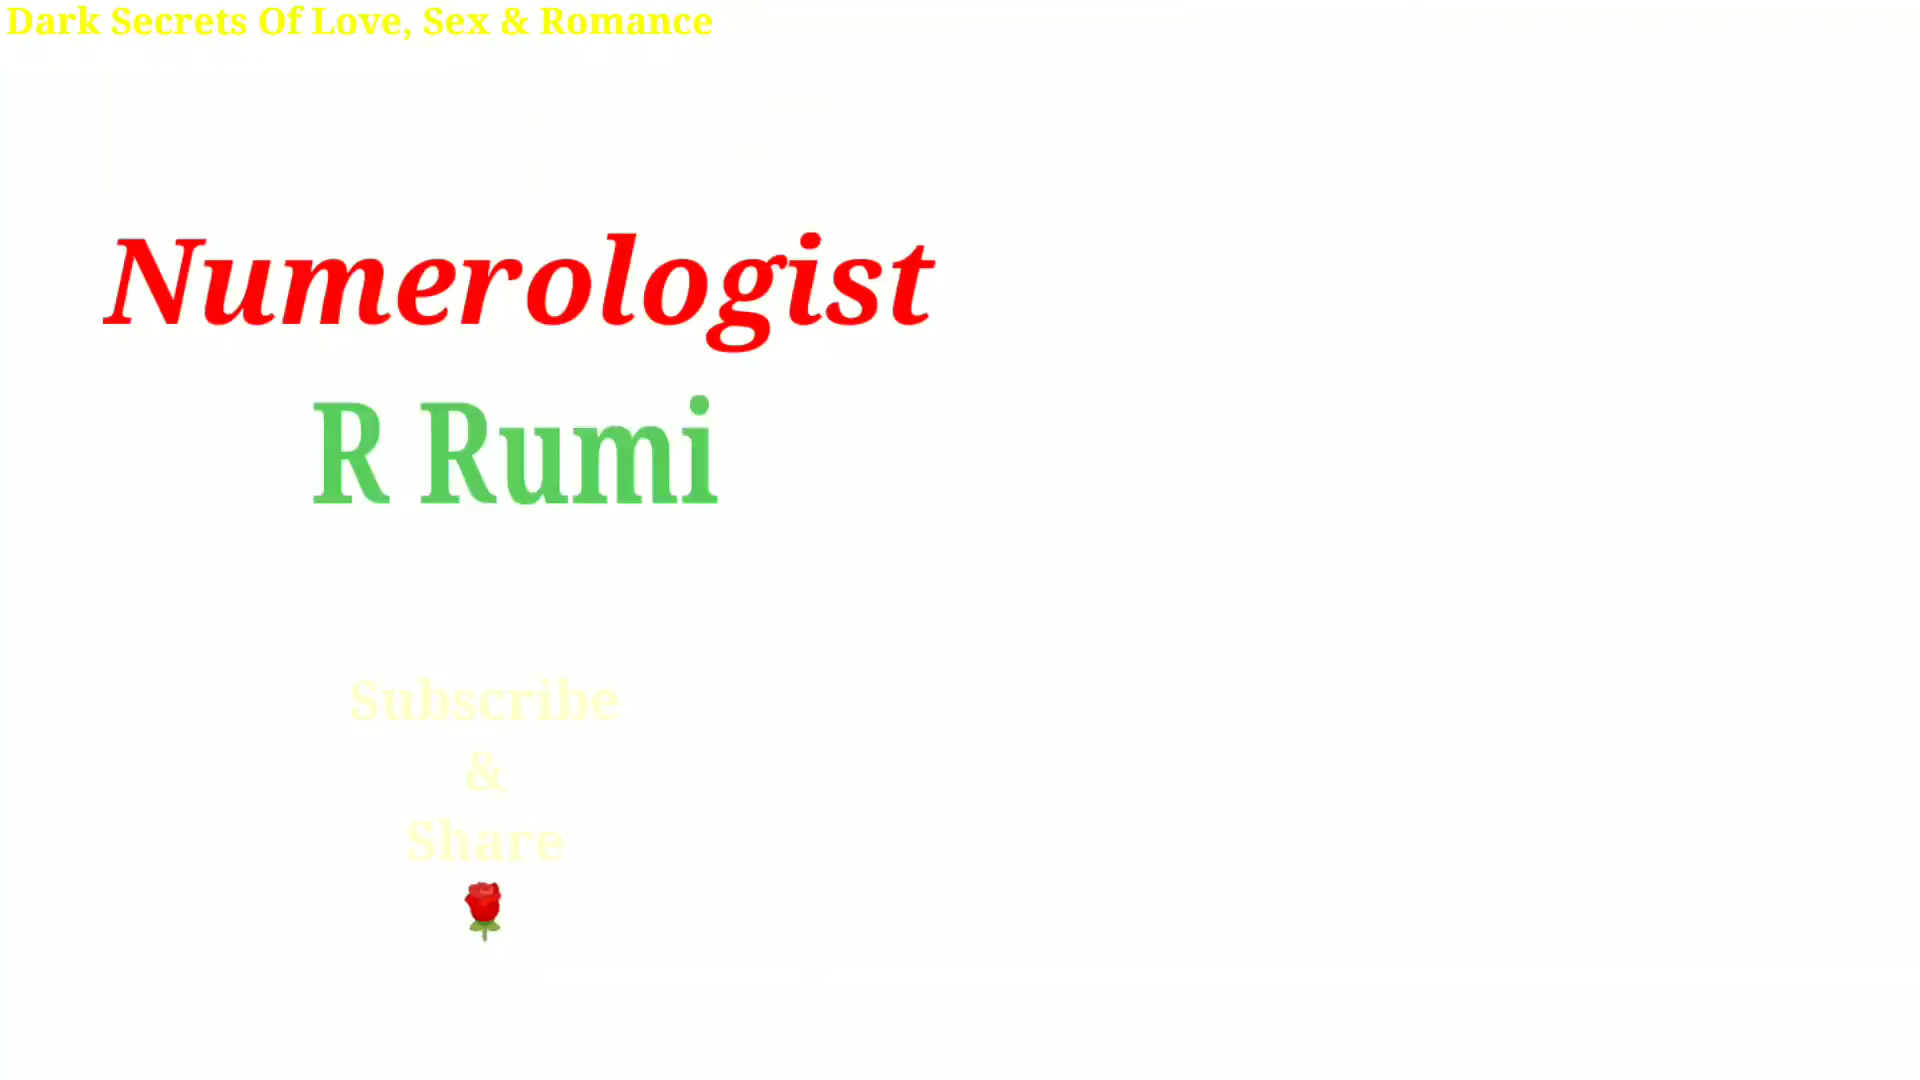 Dark Secrets Of Love, Sex & Romance
Numerologist
R Rumi
Subscribe
&
Share